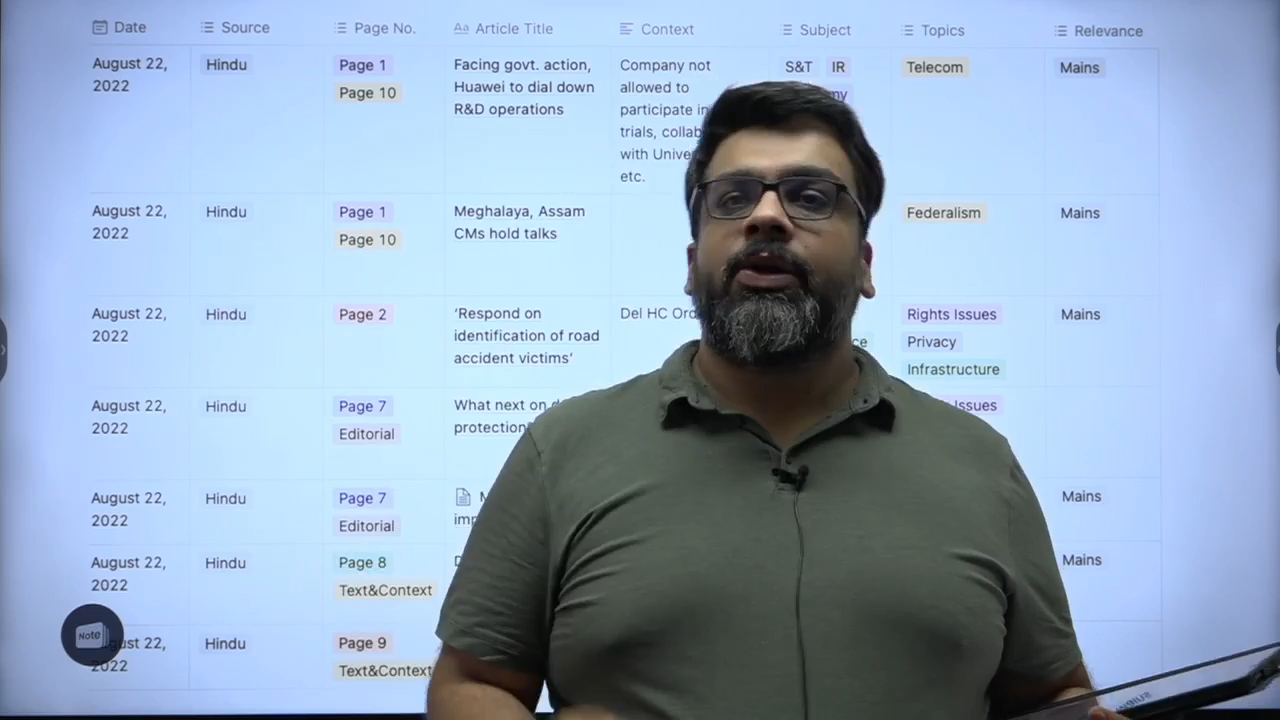 Date Source Page No. Aa Article Title Context Subject Topics Relevance
August 22, Hindu Page 1 Facing govt. action, Company not S&T IR Telecom Mains
2022 Page 10 Huawei to dial down allowed to
R&D operations participate in
trials,
with
etc.
August 22, Hindu Page 1 Meghalaya, Assam Federalism Mains
2022 Page 10 CMs hold talks
August 22, Hindu Page 2 ‘Respond on Del HC Rights Issues Mains
2022 identification of road Privacy
accident victims’ Infrastructure
August 22, Hindu Page 7 What next on Issues
2022 Editorial protection
August 22, Hindu Page 7 Mains
2022 Editorial
August 22, Hindu Page 8 Mains
2022 Text&Context
22, Hindu Page 9
2022 Text&Context
Note